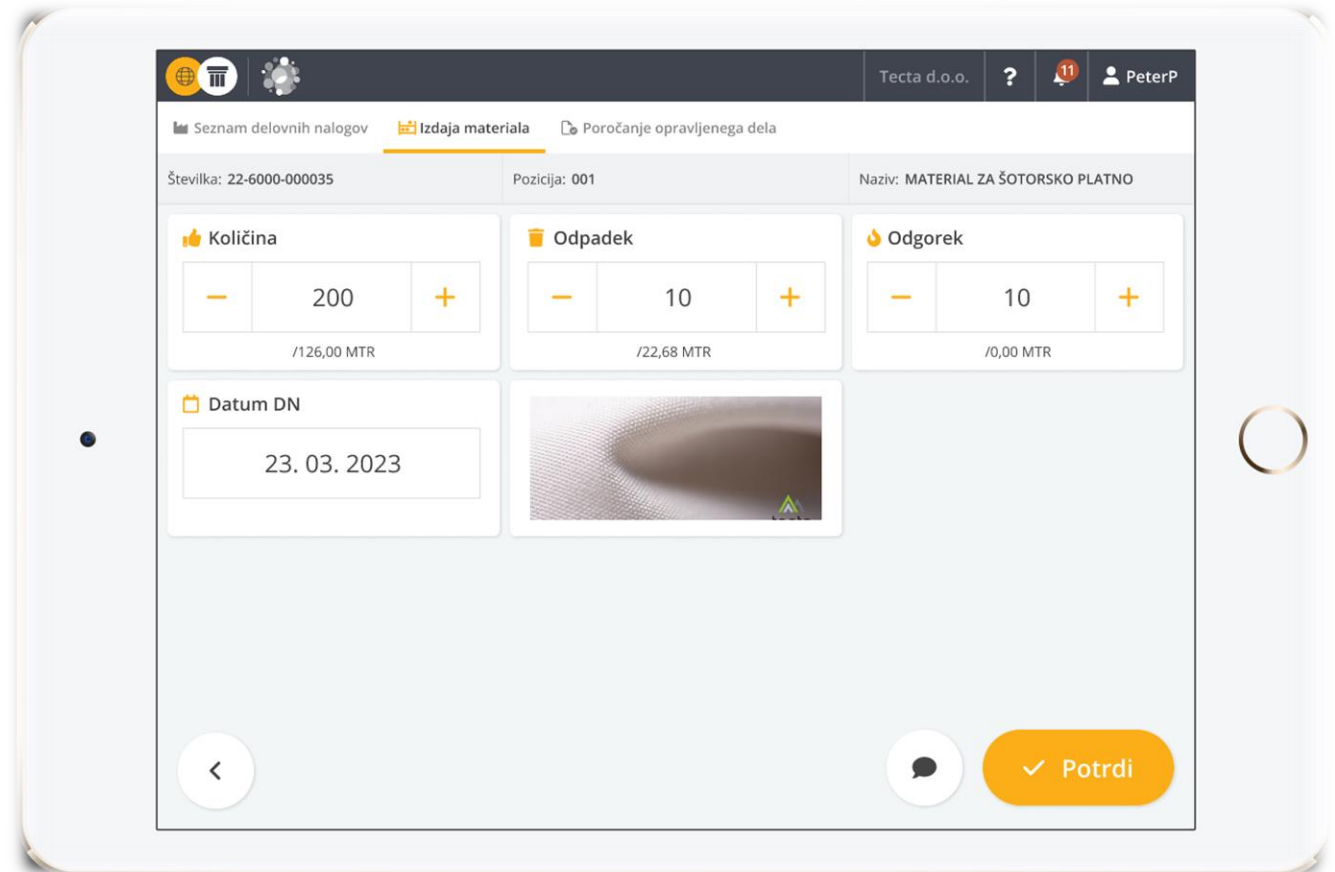 Tecta d.o.o. ? 11 PeterP
Seznam delovnih nalogov Izdaja materiala Poročanje opravljenega dela
Številka: 22-6000-000035 Pozicija: 001 Naziv: MATERIAL ZA ŠOTORSKO PLATNO
Količina Odpadek Odgorek
− 200 + − 10 + − 10 +
/126,00 MTR /22,68 MTR /0,00 MTR
Datum DN
23. 03. 2023
Potrdi